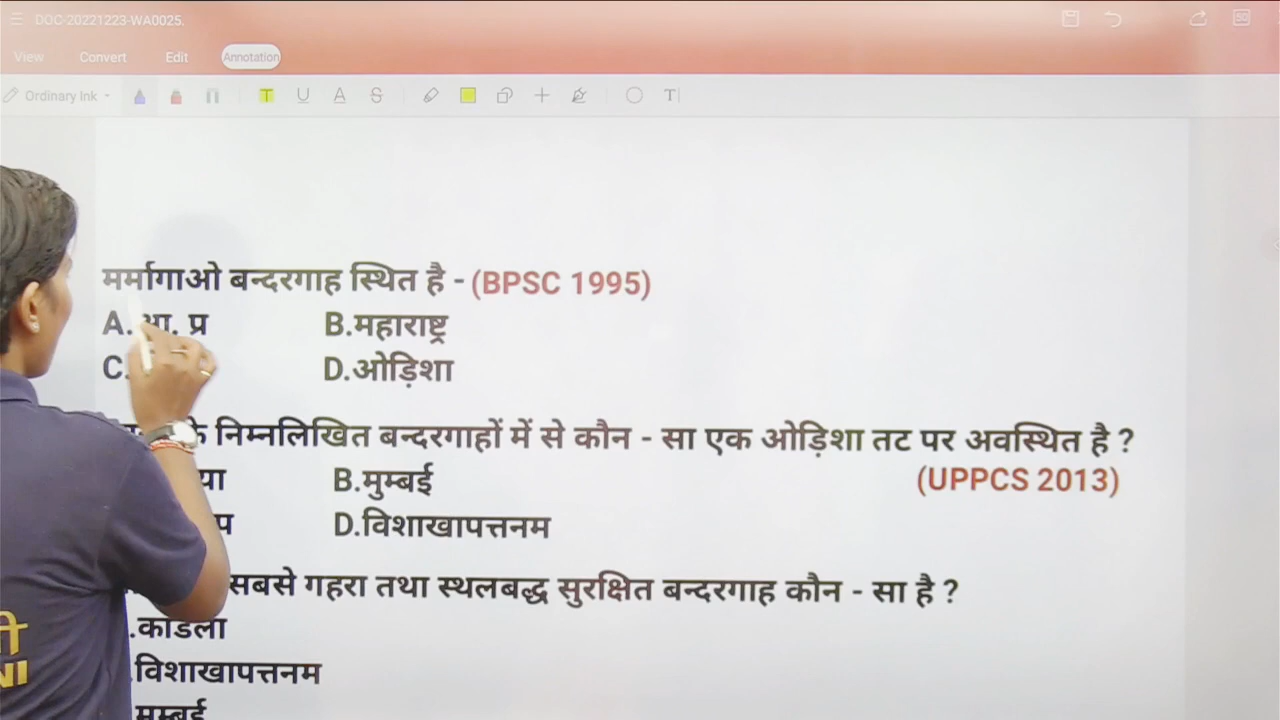 DOC-20221223-WA0025.
View Convert Edit Annotation
Ordinary Ink
मर्मागाओ बन्दरगाह स्थित है - (BPSC 1995)
A. आ. प्र B.महाराष्ट्र
C. D.ओड़िशा
के निम्नलिखित बन्दरगाहों में से कौन - सा एक ओड़िशा तट पर अवस्थित है ?
B.मुम्बई (UPPCS 2013)
D.विशाखापत्तनम
सबसे गहरा तथा स्थलबद्ध सुरक्षित बन्दरगाह कौन - सा है ?
.कांडला
.विशाखापत्तनम
मुम्बई